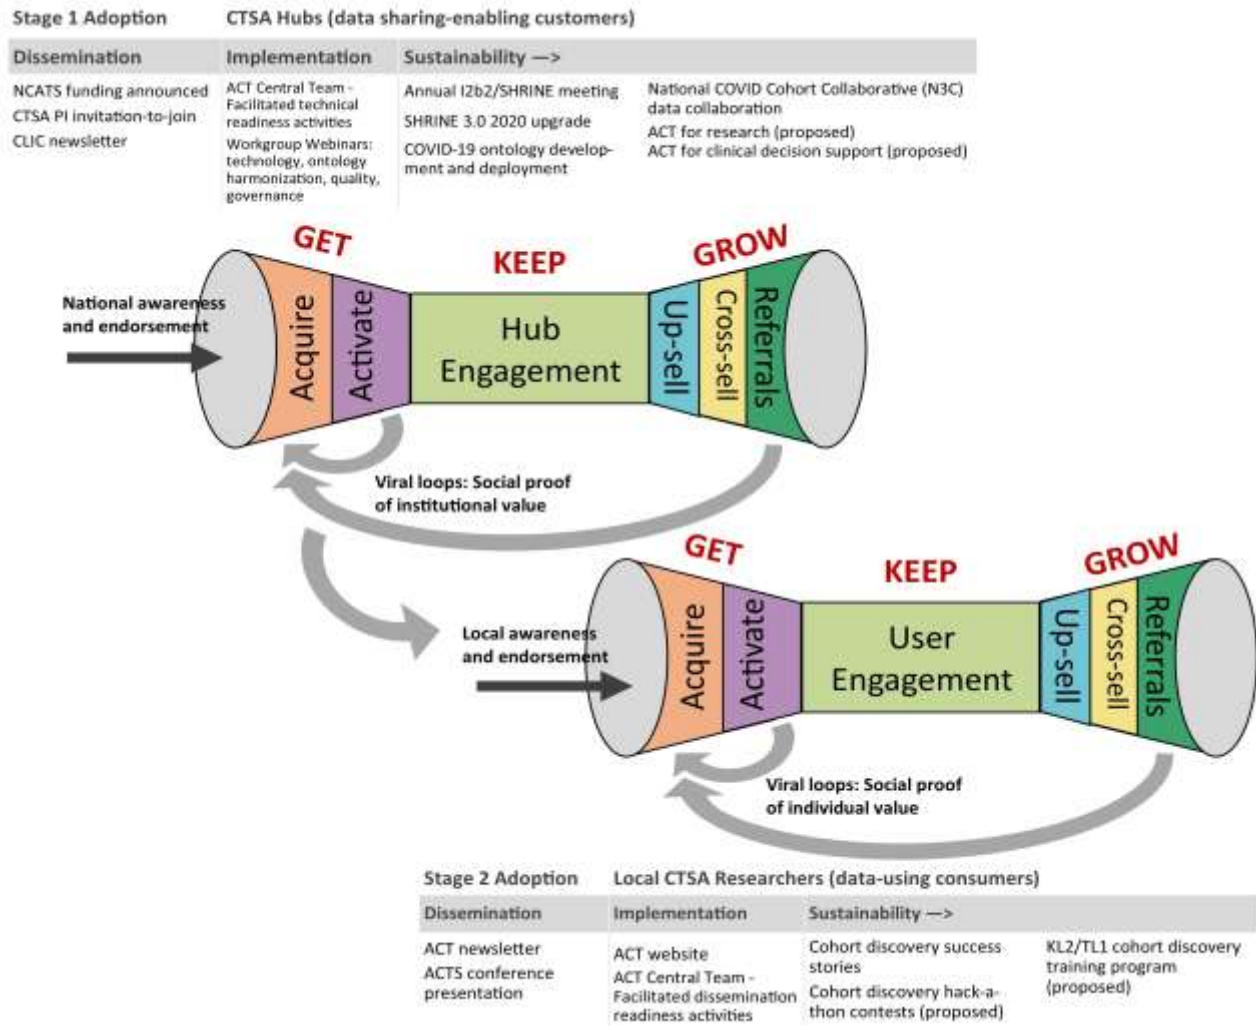 Stage 1 Adoption
CTSA Hubs (data sharing-enabling customers)
Dissemination
Implementation
Sustainability —>
NCATS funding announced
CTSA PI invitation-to-join
CLIC newsletter
ACT Central Team -
Facilitated technical
readiness activities
Workgroup Webinars:
technology, ontology
harmonization, quality,
governance
Annual I2b2/SHRINE meeting
SHRINE 3.0 2020 upgrade
COVID-19 ontology develop-
ment and deployment
National COVID Cohort Collaborative (N3C)
data collaboration
ACT for research (proposed)
ACT for clinical decision support (proposed)
GET
KEEP
GROW
National awareness
and endorsement
Acquire
Activate
Hub
Engagement
Up-sell
Cross-sell
Referrals
Viral loops: Social proof
of institutional value
GET
KEEP
GROW
Local awareness
and endorsement
Acquire
Activate
User
Engagement
Up-sell
Cross-sell
Referrals
Viral loops: Social proof
of individual value
Stage 2 Adoption
Local CTSA Researchers (data-using consumers)
Dissemination
Implementation
Sustainability —>
ACT newsletter
ACTS conference
presentation
ACT website
ACT Central Team -
Facilitated dissemination
readiness activities
Cohort discovery success
stories
Cohort discovery hack-a-
thon contests (proposed)
KL2/TL1 cohort discovery
training program
(proposed)